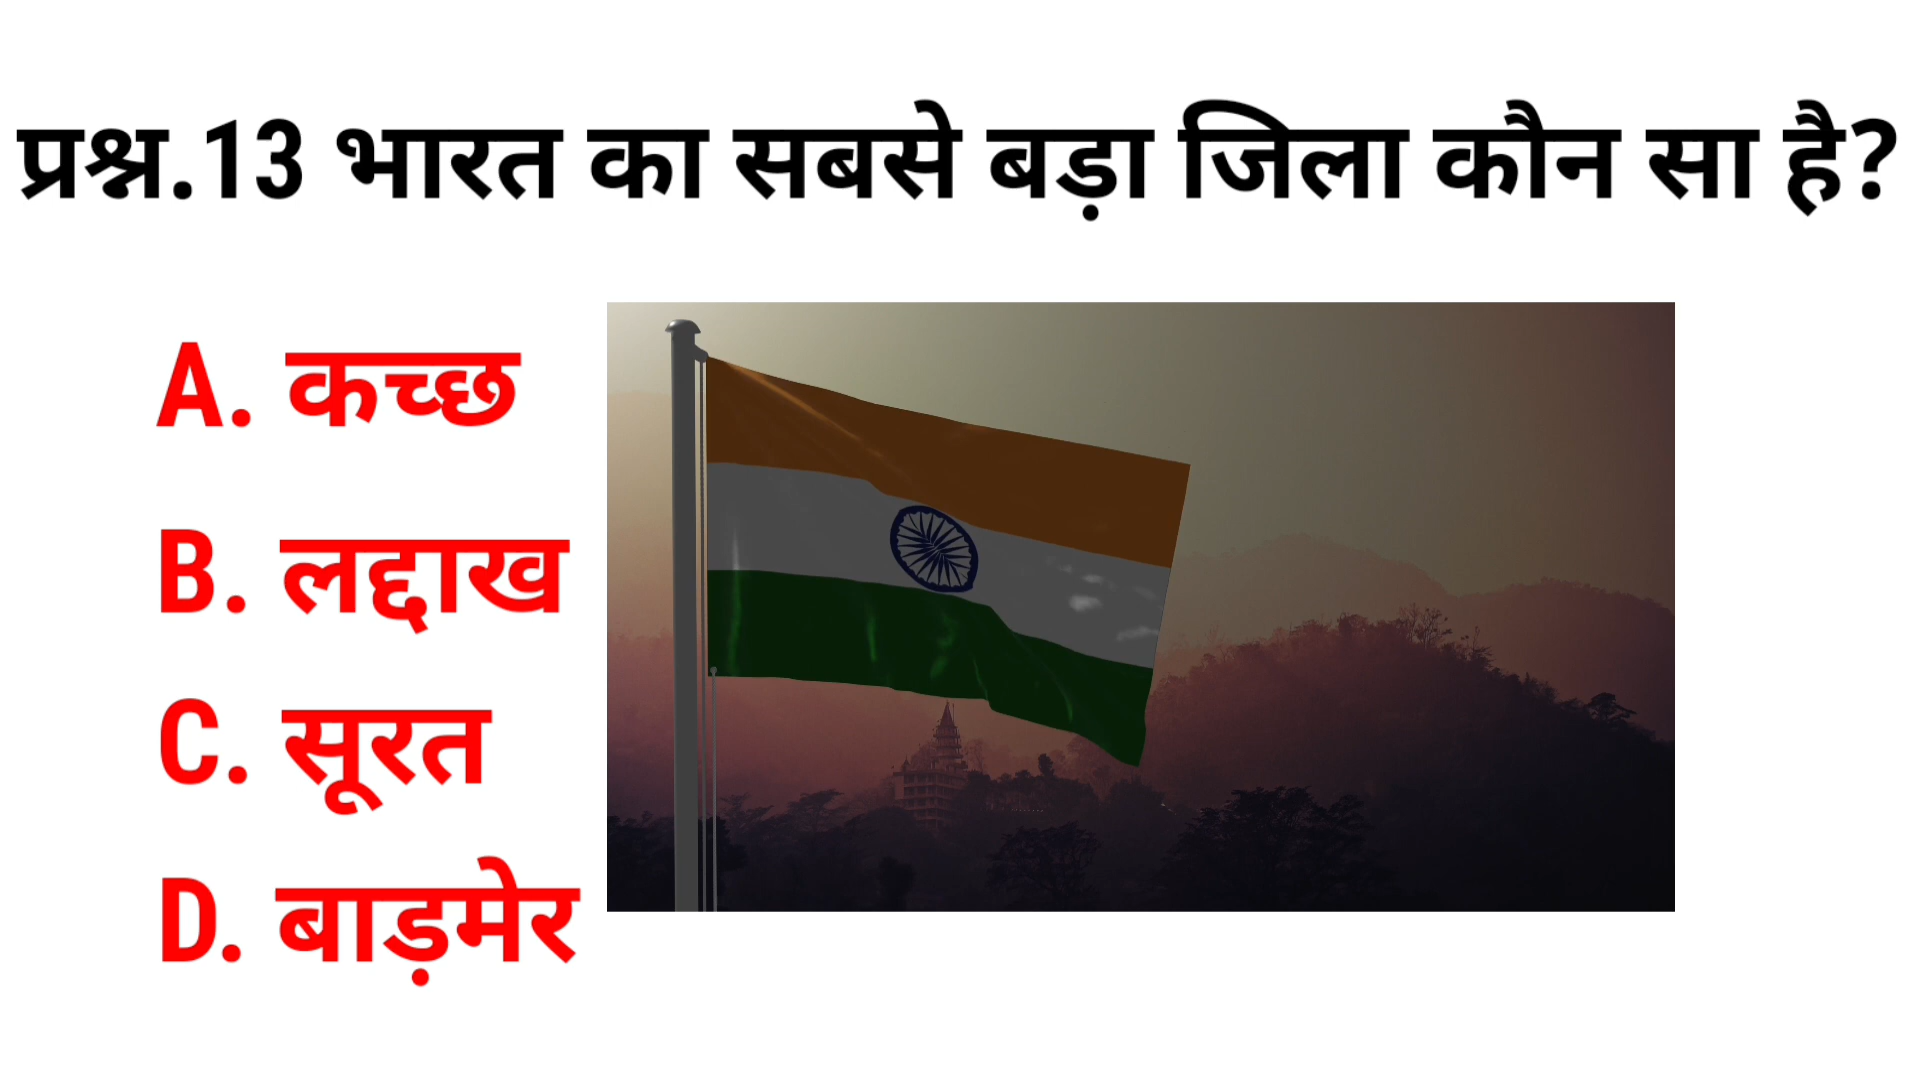 प्रश्न.13 भारत का सबसे बड़ा जिला कौन सा है?
A. कच्छ
B. लद्दाख
C. सूरत
D. बाड़मेर